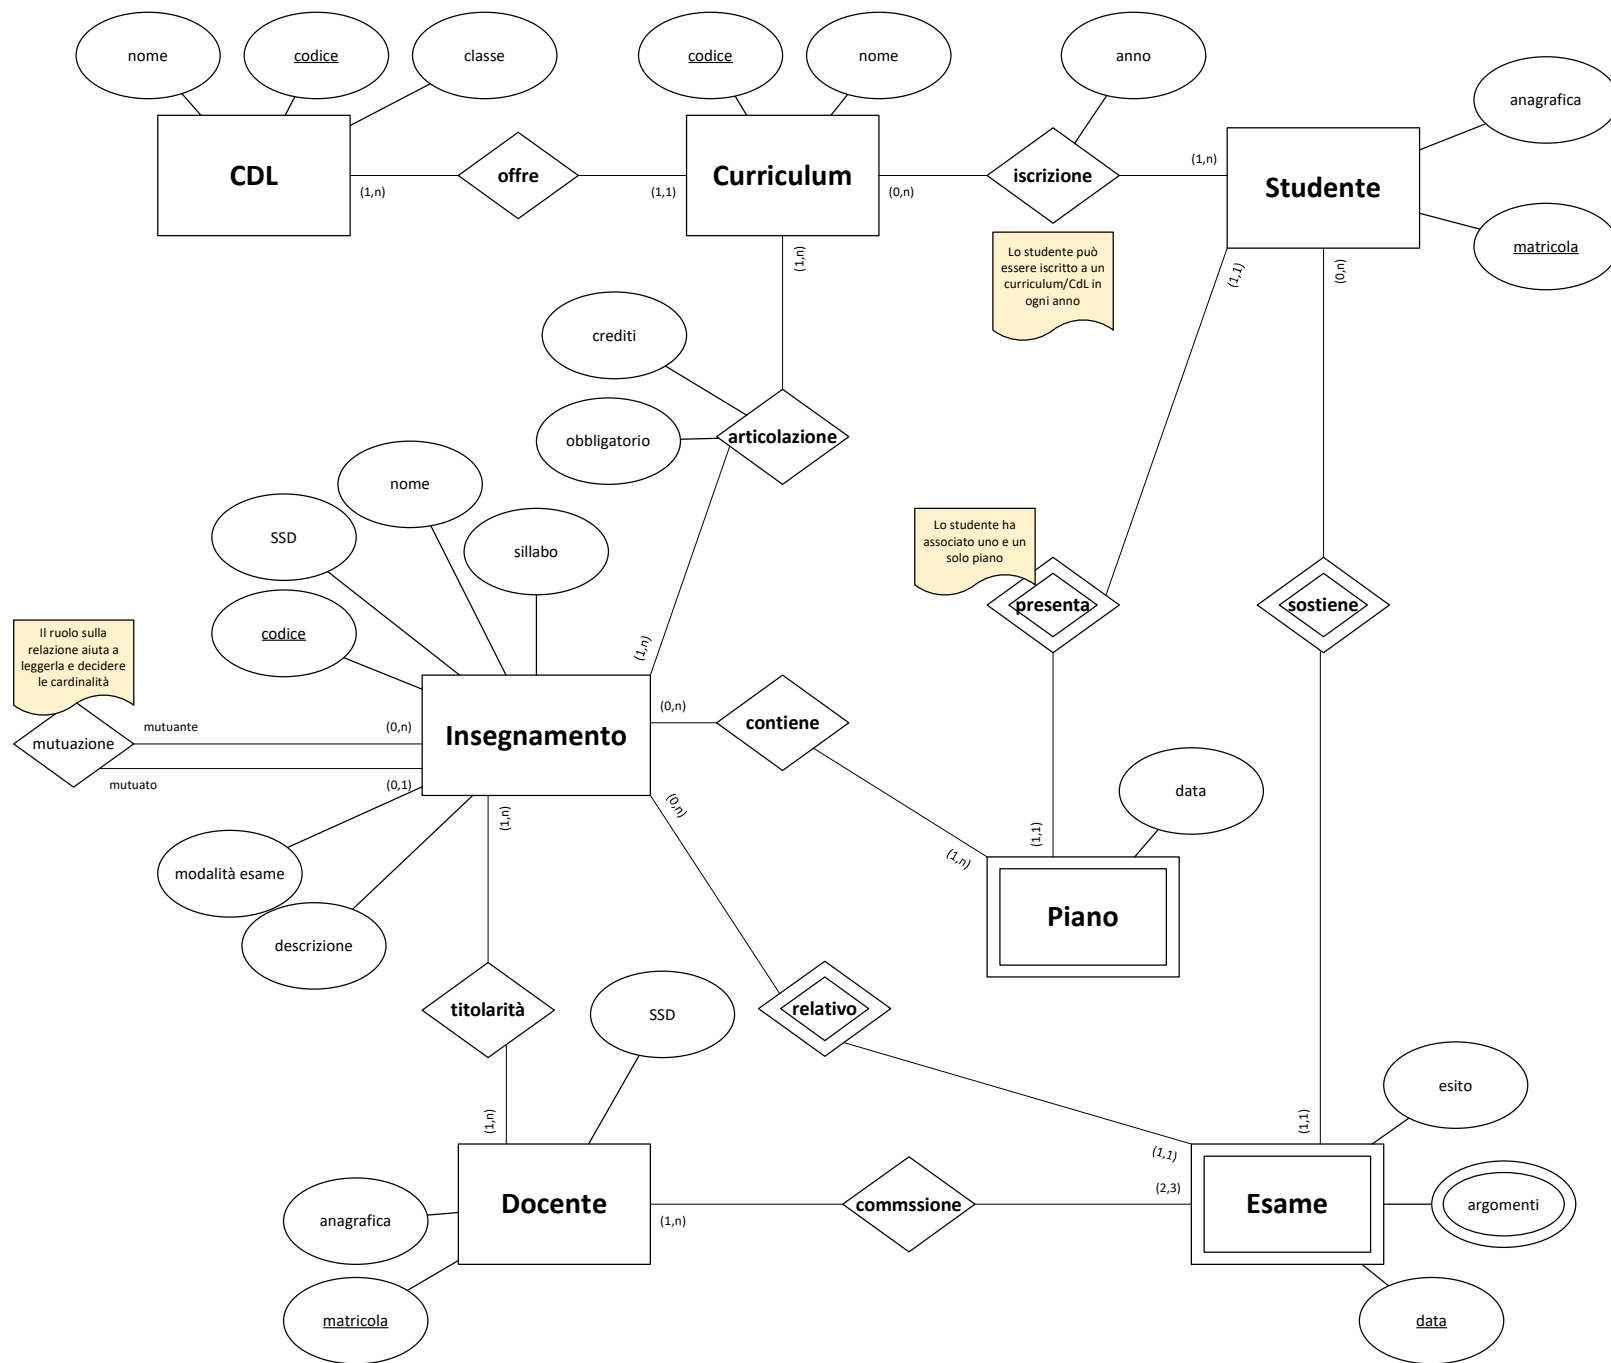 nome
codice
classe
codice
nome
anno
anagrafica
CDL
(1,n)
offre
(1,1)
Curriculum
(0,n)
iscrizione
(1,n)
Studente
matricola
Lo studente può
essere iscritto a un
curriculum/CdL in
ogni anno
(1,n)
(1,1)
(0,n)
crediti
obbligatorio
articolazione
nome
SSD
sillabo
codice
Lo studente ha
associato uno e un
solo piano
presenta
sostiene
Il ruolo sulla
relazione aiuta a
leggerla e decidere
le cardinalità
(1,n)
mutuazione
mutuante
(0,n)
mutuato
(0,1)
Insegnamento
(0,n)
contiene
(0,n)
(1,n)
data
(1,1)
(1,n)
modalità esame
descrizione
Piano
titolarità
SSD
relativo
esito
(1,n)
(1,1)
(1,1)
anagrafica
Docente
(1,n)
commssione
(2,3)
Esame
argomenti
matricola
data